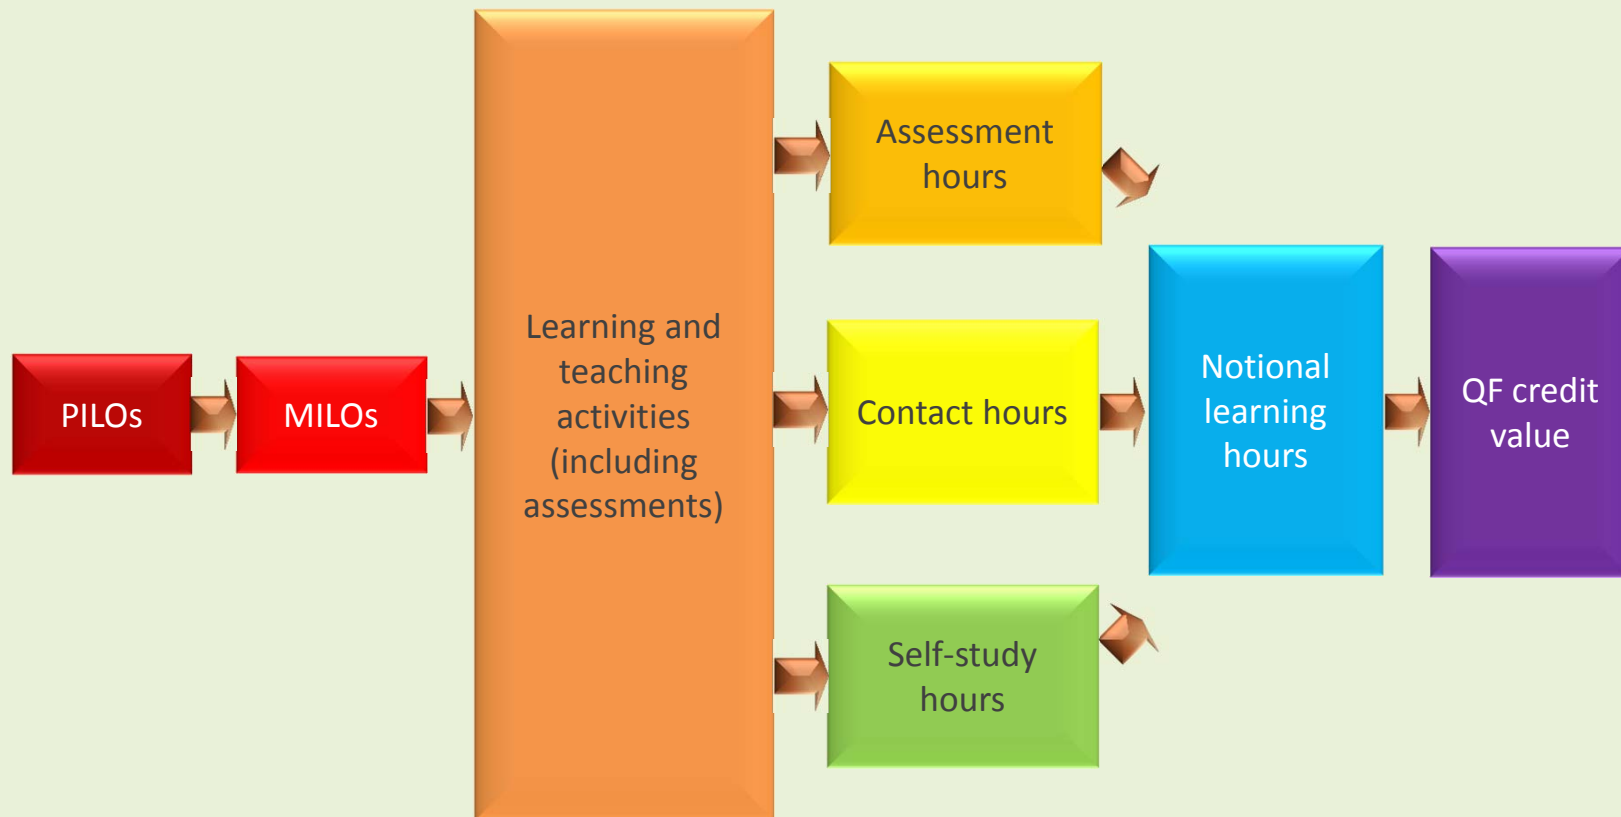 PILOs
MILOs
Learning and
teaching
activities
(including
assessments)
Assessment
hours
Contact hours
Self-study
hours
Notional
learning
hours
QF credit
value